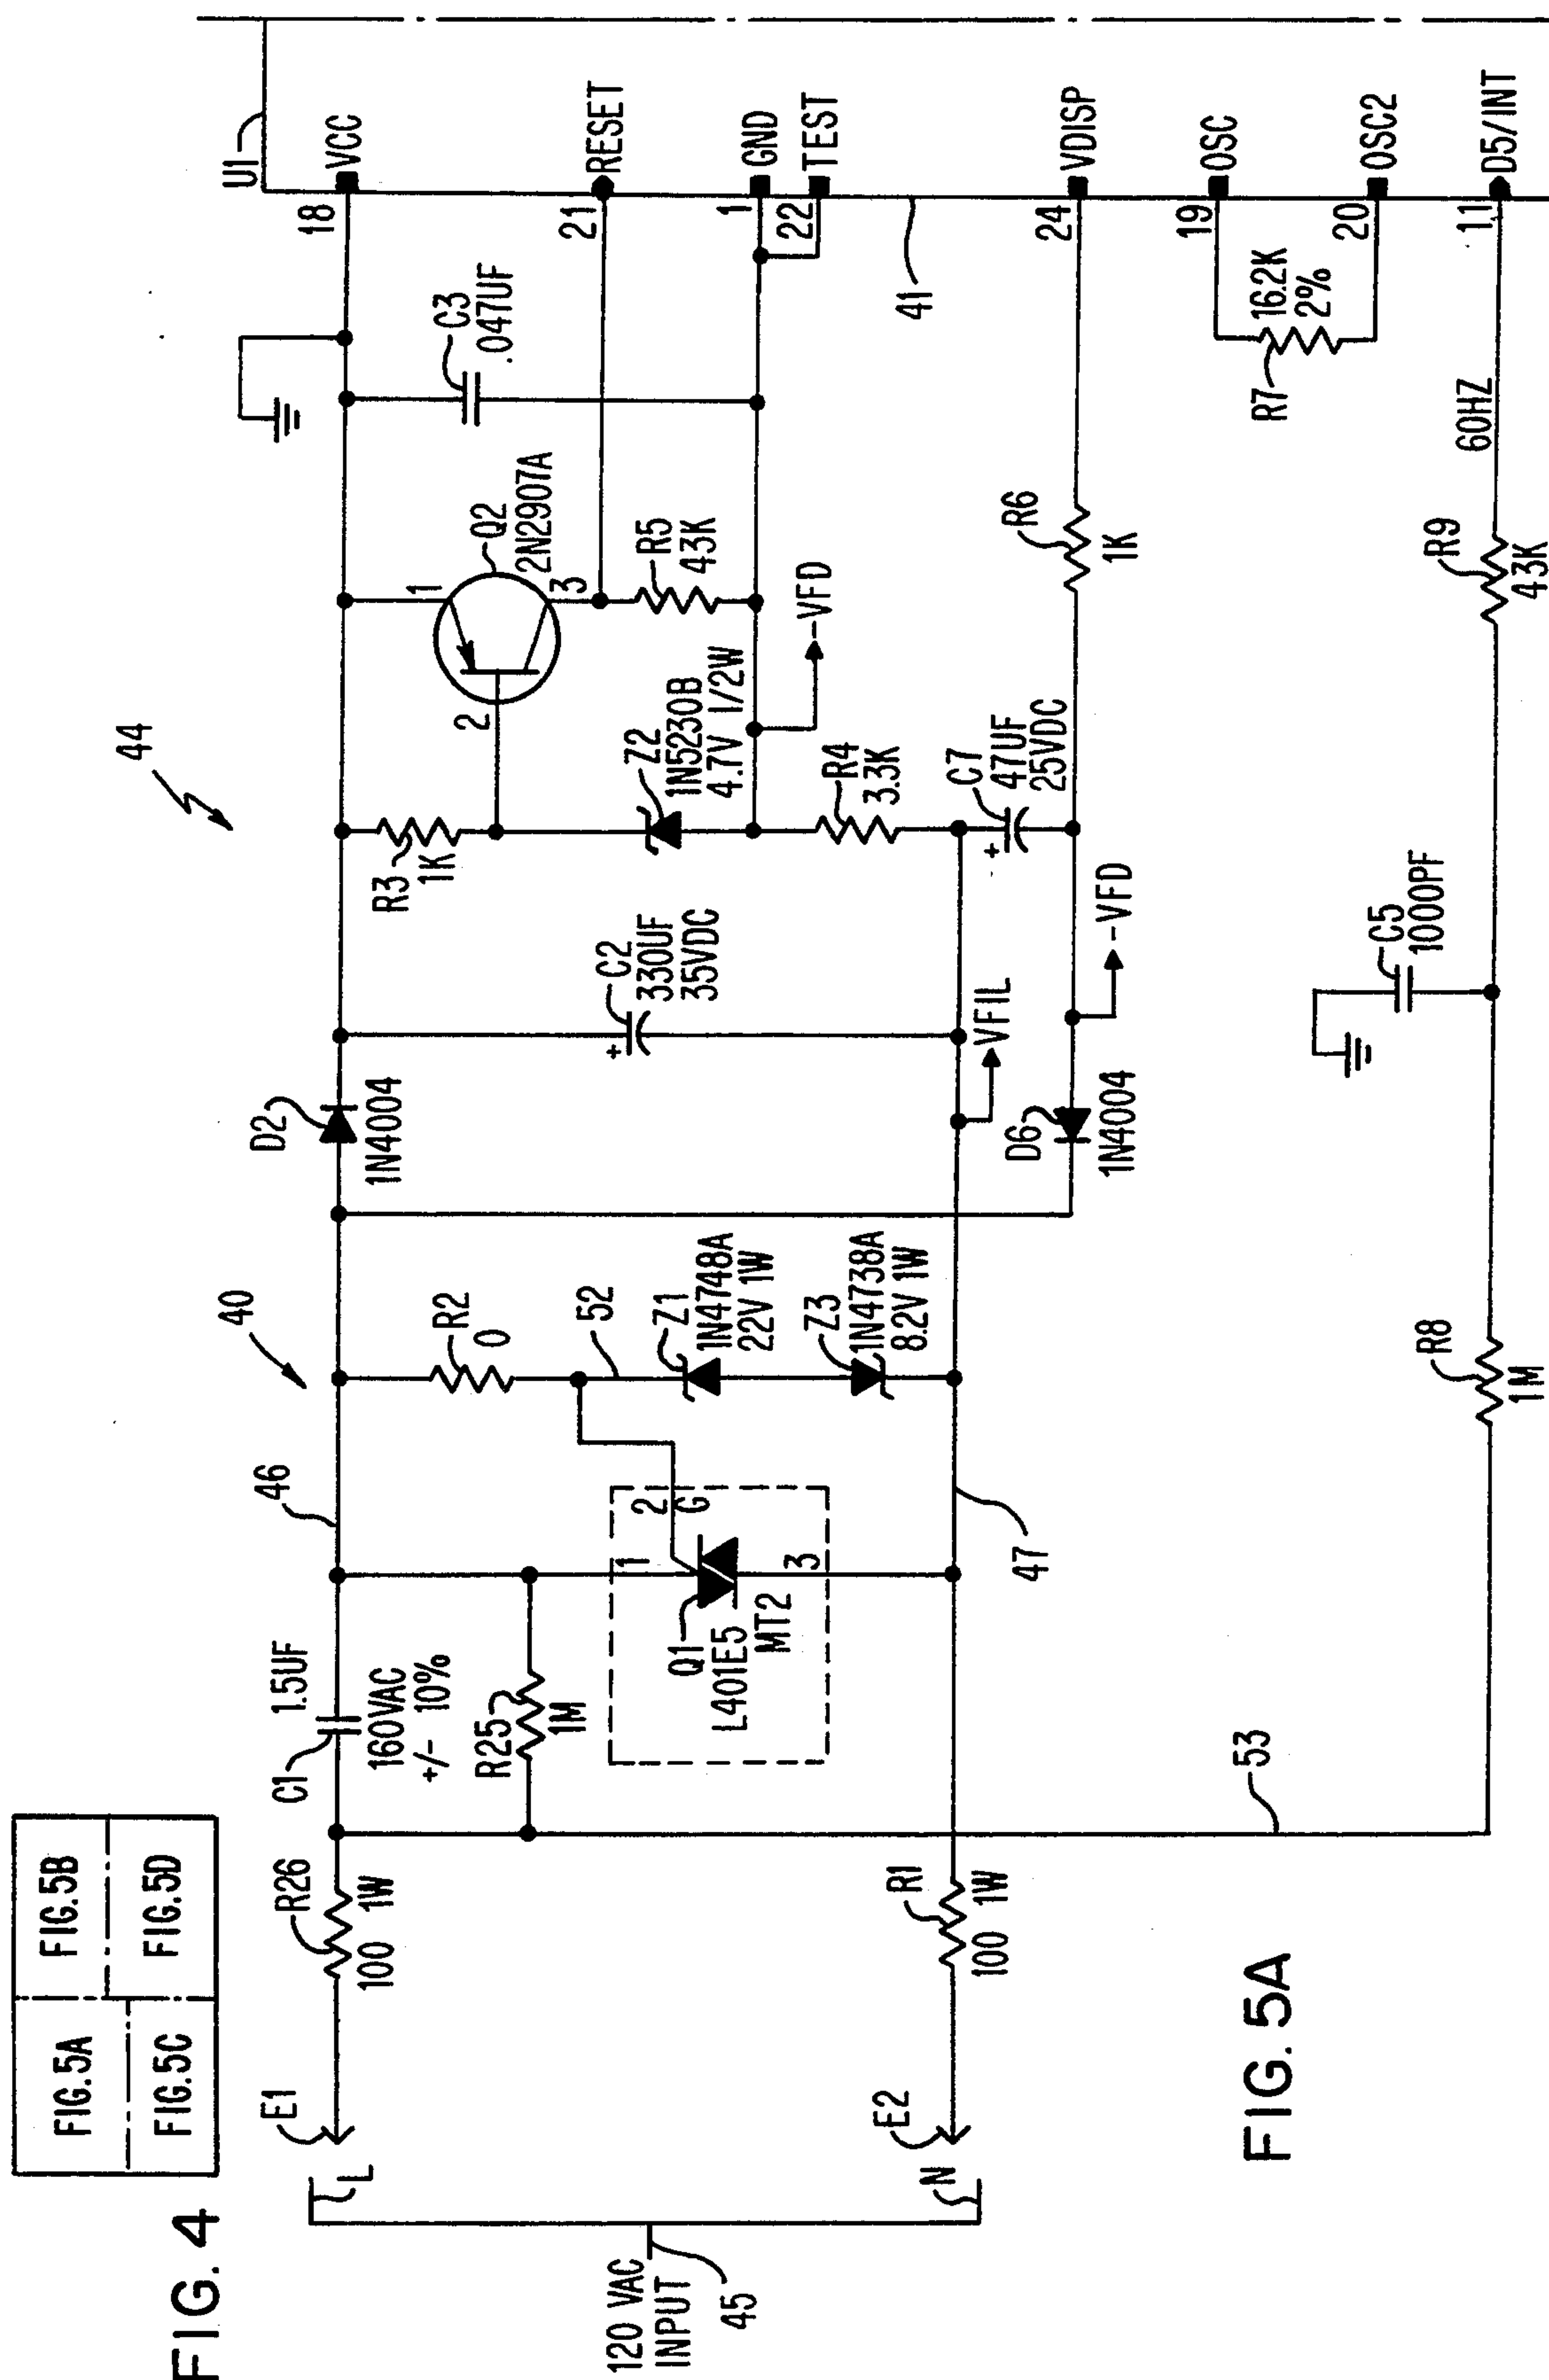 FIG. 4
FIG.5A
FIG.5B
FIG.5C
FIG.5D
44
40
46
U1
120 VAC
INPUT
45
L
N
E1
E2
R26
100 1W
R1
100 1W
C1
1.5UF
160VAC
+/- 10%
R25
1M
Q1
L401E5
MT2
1
2
G
3
47
R2
0
52
Z1
1N4748A
22V 1W
Z3
1N4738A
8.2V 1W
D2
1N4004
D6
1N4004
C2
330UF
35VDC
+
VFIL
-VFD
R3
1K
Z2
1N5230B
4.7V 1/2W
R4
3.3K
C7
47UF
25VDC
+
Q2
2N2907A
1
2
3
R5
43K
-VFD
C3
.047UF
R6
1K
18
VCC
21
RESET
1
GND
22
TEST
41
24
VDISP
19
OSC
R7
16.2K
2%
20
OSC2
11
D5/INT
60HZ
R9
43K
C5
1000PF
R8
1M
53
FIG. 5A